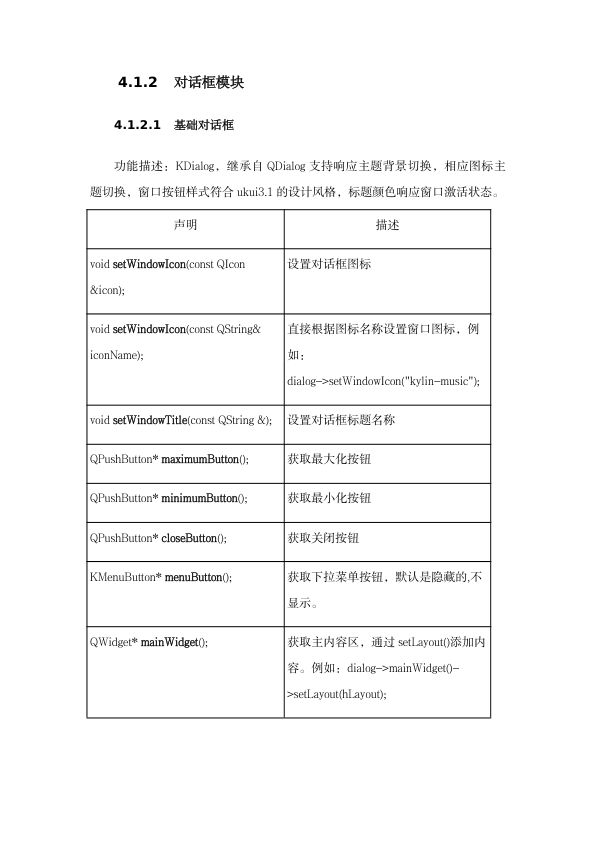 4.1.2 对话框模块
4.1.2.1 基础对话框
功能描述：KDialog，继承自 QDialog 支持响应主题背景切换，相应图标主
题切换，窗口按钮样式符合 ukui3.1 的设计风格，标题颜色响应窗口激活状态。
声明 描述
void setWindowIcon(const QIcon
&icon);
设置对话框图标
void setWindowIcon(const QString&
iconName);
直接根据图标名称设置窗口图标，例
如：
dialog->setWindowIcon("kylin-music");
void setWindowTitle(const QString &);
设置对话框标题名称
QPushButton* maximumButton();
获取最大化按钮
QPushButton* minimumButton();
获取最小化按钮
QPushButton* closeButton();
获取关闭按钮
KMenuButton* menuButton();
获取下拉菜单按钮，默认是隐藏的,不
显示。
QWidget* mainWidget();
获取主内容区，通过 setLayout()添加内
容。例如：dialog->mainWidget()-
>setLayout(hLayout);